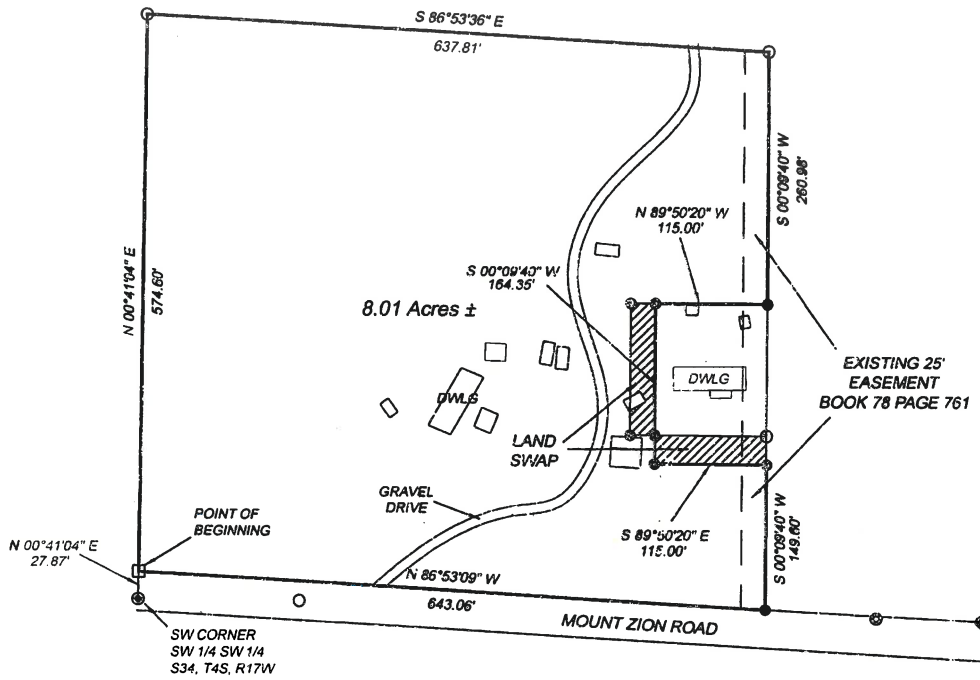 S 86°53'36" E
637.81'
S 00°09'40" W
260.98'
N 89°50'20" W
115.00'
S 00°09'40" W
164.35'
N 00°41'04" E
574.60'
8.01 Acres ±
DWLG
DWLG
EXISTING 25'
EASEMENT
BOOK 78 PAGE 761
LAND
SWAP
GRAVEL
DRIVE
POINT OF
BEGINNING
S 89°50'20" E
115.00'
S 00°09'40" W
149.60'
N 00°41'04" E
27.87'
N 86°53'09" W
643.06'
MOUNT ZION ROAD
SW CORNER
SW 1/4 SW 1/4
S34, T4S, R17W